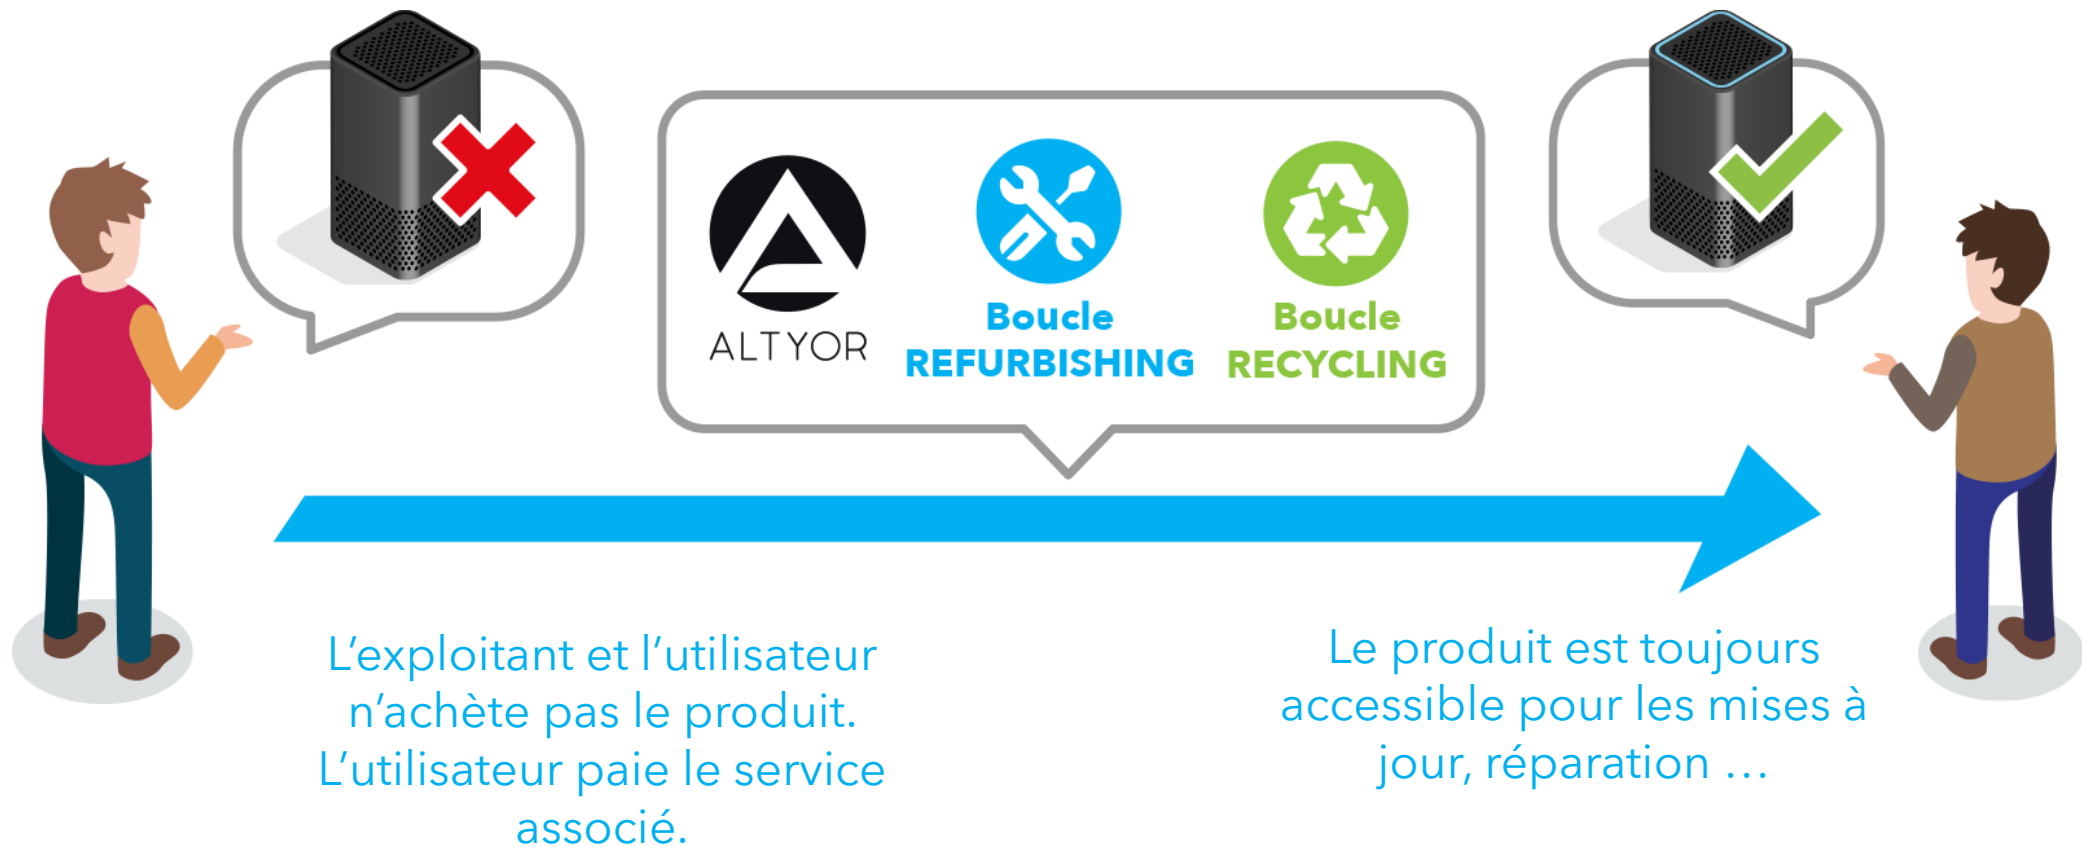 ALTYOR
Boucle
REFURBISHING
Boucle
RECYCLING
L’exploitant et l’utilisateur
n’achète pas le produit.
L’utilisateur paie le service
associé.
Le produit est toujours
accessible pour les mises à
jour, réparation …